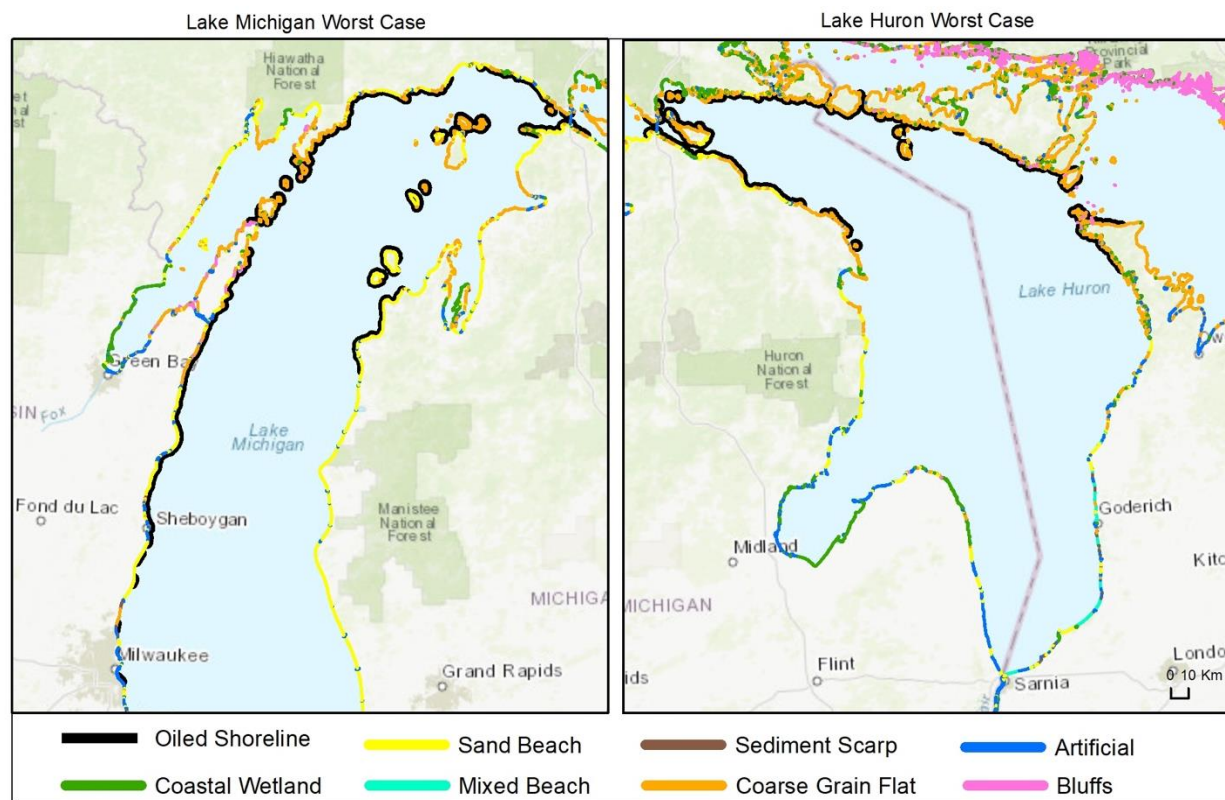 Lake Michigan Worst Case
Lake Huron Worst Case
Hiawatha
National
Forest
Green Bay
Fox
Lake
Michigan
Fond du Lac
Sheboygan
Manistee
National
Forest
MICHIGA
Milwaukee
Grand Rapids
Provincial
Park
Lake Huron
Huron
National
Forest
Goderich
Midland
Kitc
MICHIGAN
Flint
Londo
ids
Sarnia
0 10 Km
Oiled Shoreline
Sand Beach
Sediment Scarp
Artificial
Coastal Wetland
Mixed Beach
Coarse Grain Flat
Bluffs